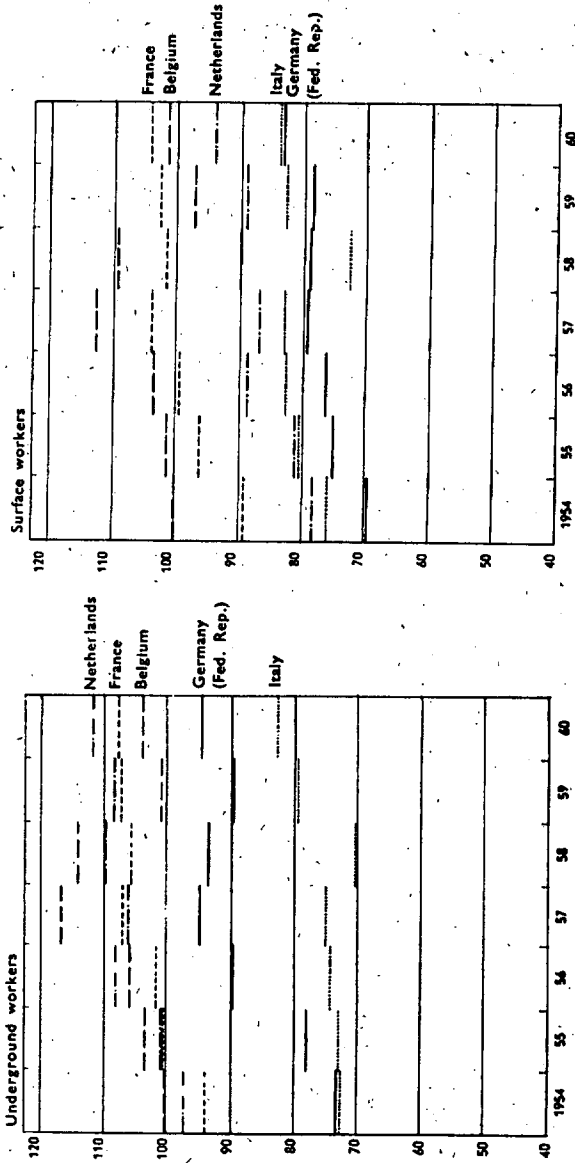 Underground workers
120
110
100
90
80
70
60
50
40
1954
55
56
57
58
59
60
Netherlands
France
Belgium
Germany
(Fed. Rep.)
Italy
Surface workers
120
110
100
90
80
70
60
50
40
1954
55
56
57
58
59
60
France
Belgium
Netherlands
Italy
Germany
(Fed. Rep.)